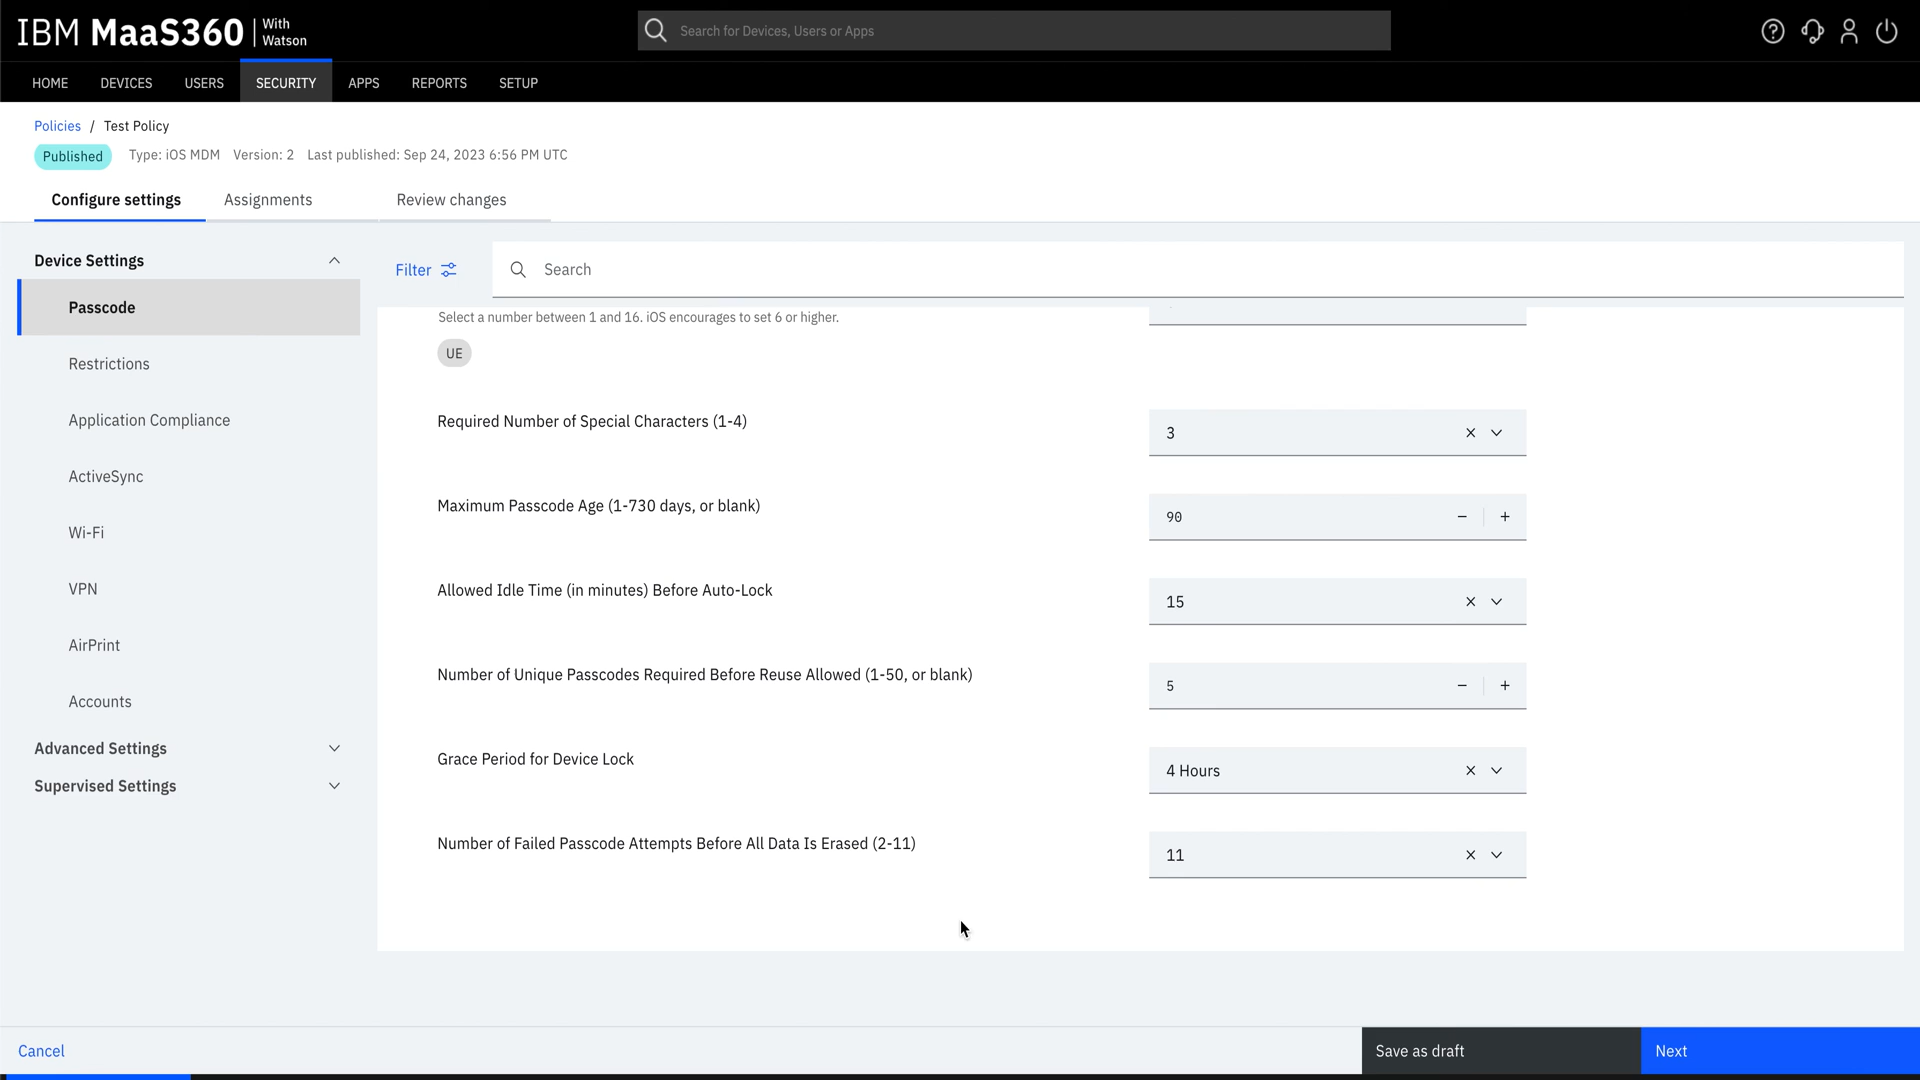 IBM MaaS360 | With Watson
Search for Devices, Users or Apps
HOME DEVICES USERS SECURITY APPS REPORTS SETUP
Policies / Test Policy
Published Type: iOS MDM Version: 2 Last published: Sep 24, 2023 6:56 PM UTC
Configure settings Assignments Review changes
Device Settings
Passcode
Restrictions
Application Compliance
ActiveSync
Wi-Fi
VPN
AirPrint
Accounts
Advanced Settings
Supervised Settings
Filter Search
Select a number between 1 and 16. iOS encourages to set 6 or higher.
UE
Required Number of Special Characters (1-4) 3
Maximum Passcode Age (1-730 days, or blank) 90
Allowed Idle Time (in minutes) Before Auto-Lock 15
Number of Unique Passcodes Required Before Reuse Allowed (1-50, or blank) 5
Grace Period for Device Lock 4 Hours
Number of Failed Passcode Attempts Before All Data Is Erased (2-11) 11
Cancel Save as draft Next